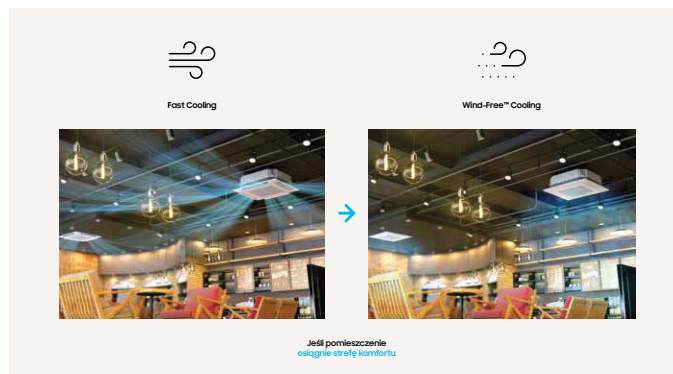 Fast Cooling
Wind-Free™ Cooling
Jeśli pomieszczenie
osiągnie strefę komfortu